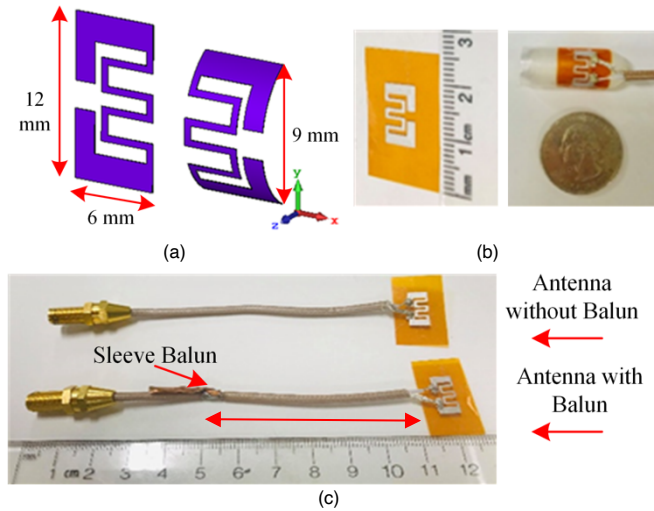 (a)
12
mm
6 mm
9 mm
y
z
x
(b)
3
2
1 cm
mm
(c)
Antenna
without Balun
Sleeve Balun
Antenna with
Balun
cm 2 3 4 5 6 7 8 9 10 11 12